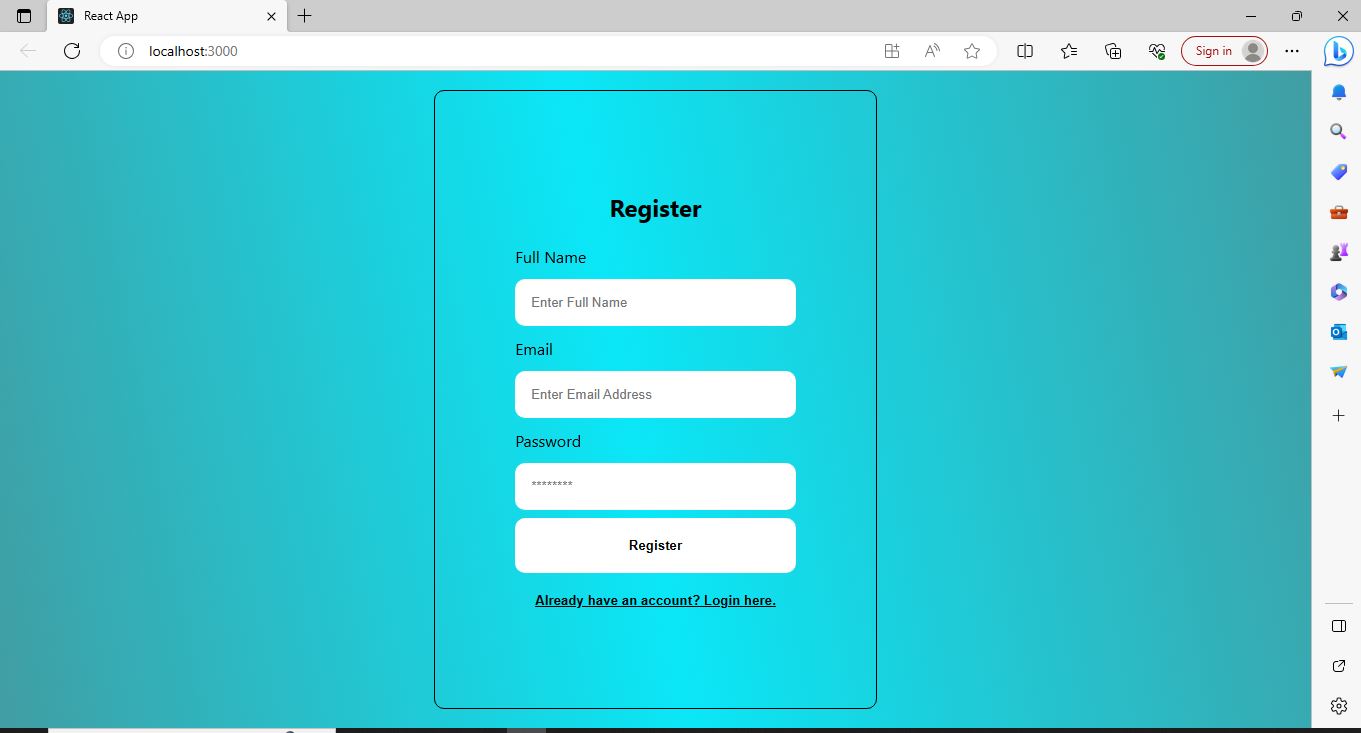 React App
localhost:3000
Sign in
Register
Full Name
Enter Full Name
Email
Enter Email Address
Password
********
Register
Already have an account? Login here.